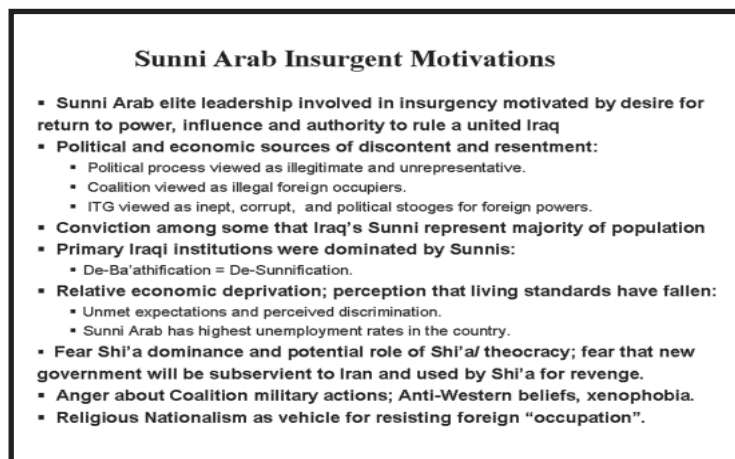 Sunni Arab Insurgent Motivations
▪ Sunni Arab elite leadership involved in insurgency motivated by desire for
return to power, influence and authority to rule a united Iraq
▪ Political and economic sources of discontent and resentment:
▪ Political process viewed as illegitimate and unrepresentative.
▪ Coalition viewed as illegal foreign occupiers.
▪ ITG viewed as inept, corrupt, and political stooges for foreign powers.
▪ Conviction among some that Iraq's Sunni represent majority of population
▪ Primary Iraqi institutions were dominated by Sunnis:
▪ De-Ba'athification = De-Sunnification.
▪ Relative economic deprivation; perception that living standards have fallen:
▪ Unmet expectations and perceived discrimination.
▪ Sunni Arab has highest unemployment rates in the country.
▪ Fear Shi'a dominance and potential role of Shi'a/ theocracy; fear that new
government will be subservient to Iran and used by Shi'a for revenge.
▪ Anger about Coalition military actions; Anti-Western beliefs, xenophobia.
▪ Religious Nationalism as vehicle for resisting foreign “occupation”.